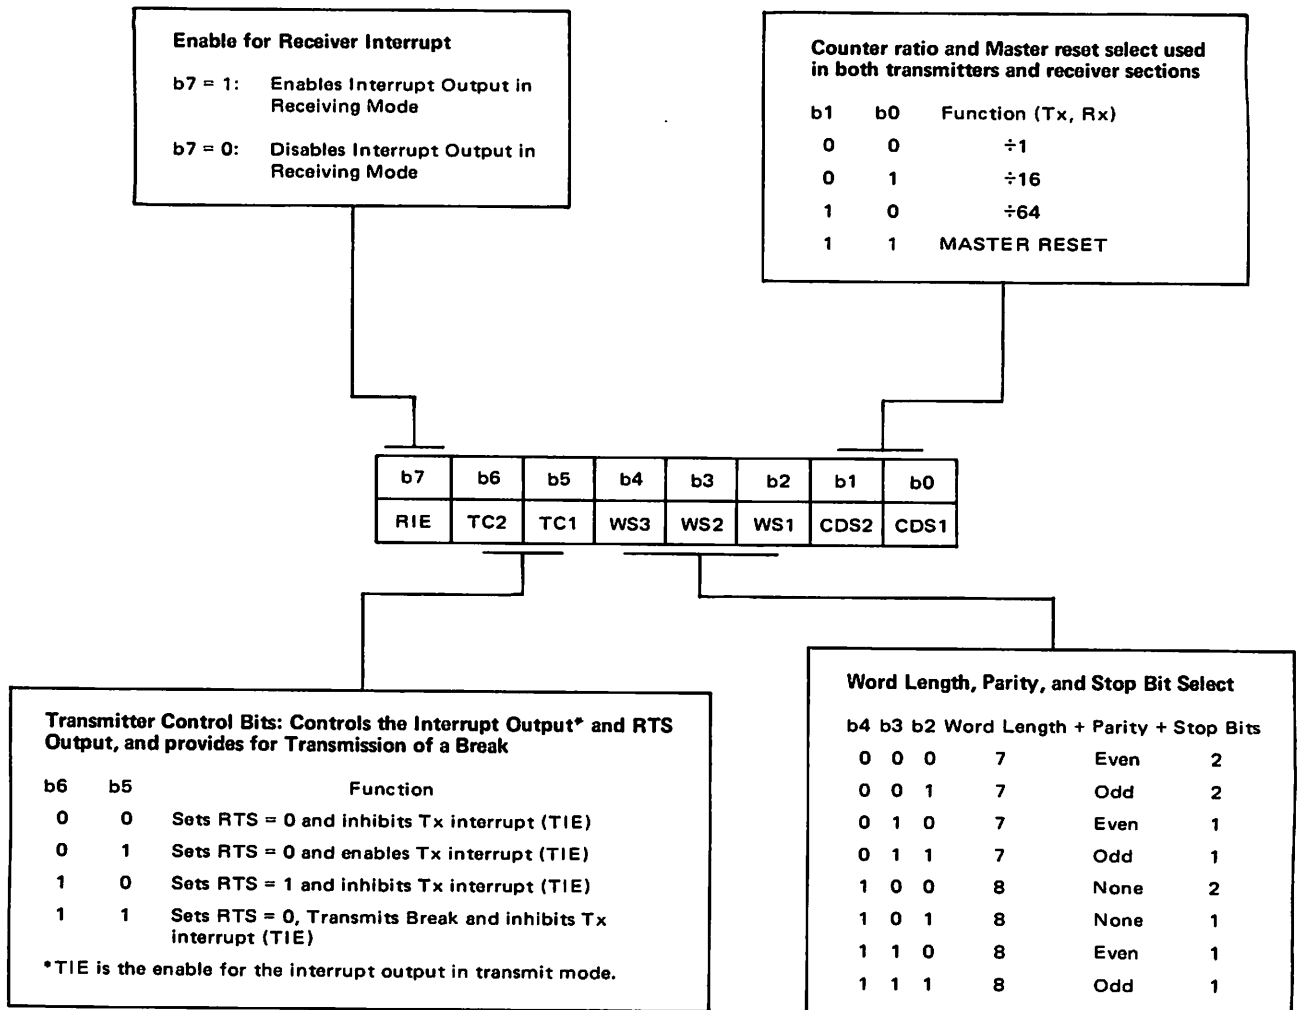 Enable for Receiver Interrupt
b7 = 1: Enables Interrupt Output in
Receiving Mode
b7 = 0: Disables Interrupt Output in
Receiving Mode
Counter ratio and Master reset select used
in both transmitters and receiver sections
b1 b0 Function (Tx, Rx)
0 0 ÷1
0 1 ÷16
1 0 ÷64
1 1 MASTER RESET
b7 b6 b5 b4 b3 b2 b1 b0
RIE TC2 TC1 WS3 WS2 WS1 CDS2 CDS1
Transmitter Control Bits: Controls the Interrupt Output* and RTS
Output, and provides for Transmission of a Break
b6 b5 Function
0 0 Sets RTS = 0 and inhibits Tx interrupt (TIE)
0 1 Sets RTS = 0 and enables Tx interrupt (TIE)
1 0 Sets RTS = 1 and inhibits Tx interrupt (TIE)
1 1 Sets RTS = 0, Transmits Break and inhibits Tx
interrupt (TIE)
*TIE is the enable for the interrupt output in transmit mode.
Word Length, Parity, and Stop Bit Select
b4 b3 b2 Word Length + Parity + Stop Bits
0 0 0 7 Even 2
0 0 1 7 Odd 2
0 1 0 7 Even 1
0 1 1 7 Odd 1
1 0 0 8 None 2
1 0 1 8 None 1
1 1 0 8 Even 1
1 1 1 8 Odd 1